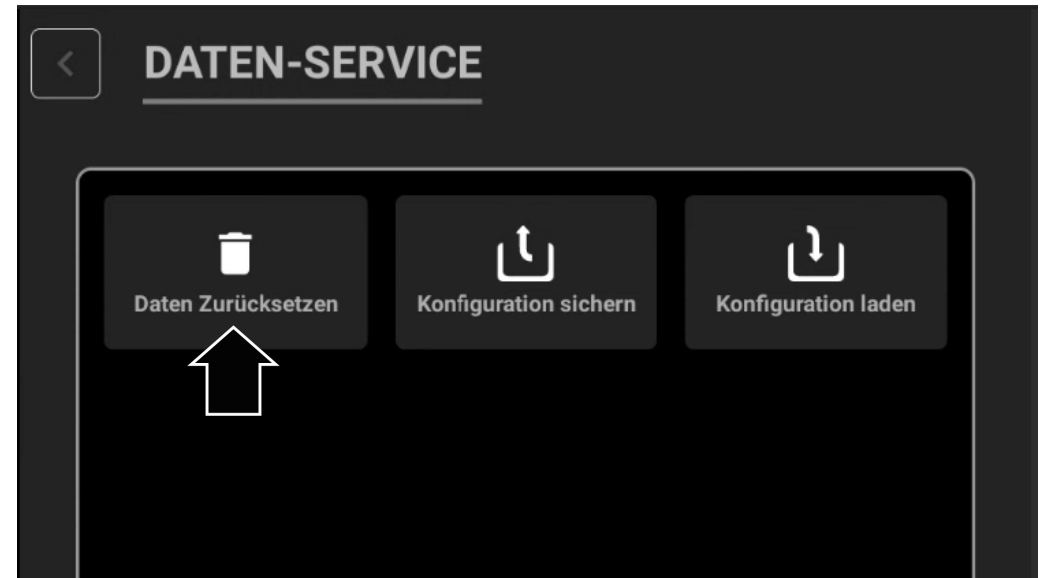 DATEN-SERVICE
Daten Zurücksetzen
Konfiguration sichern
Konfiguration laden